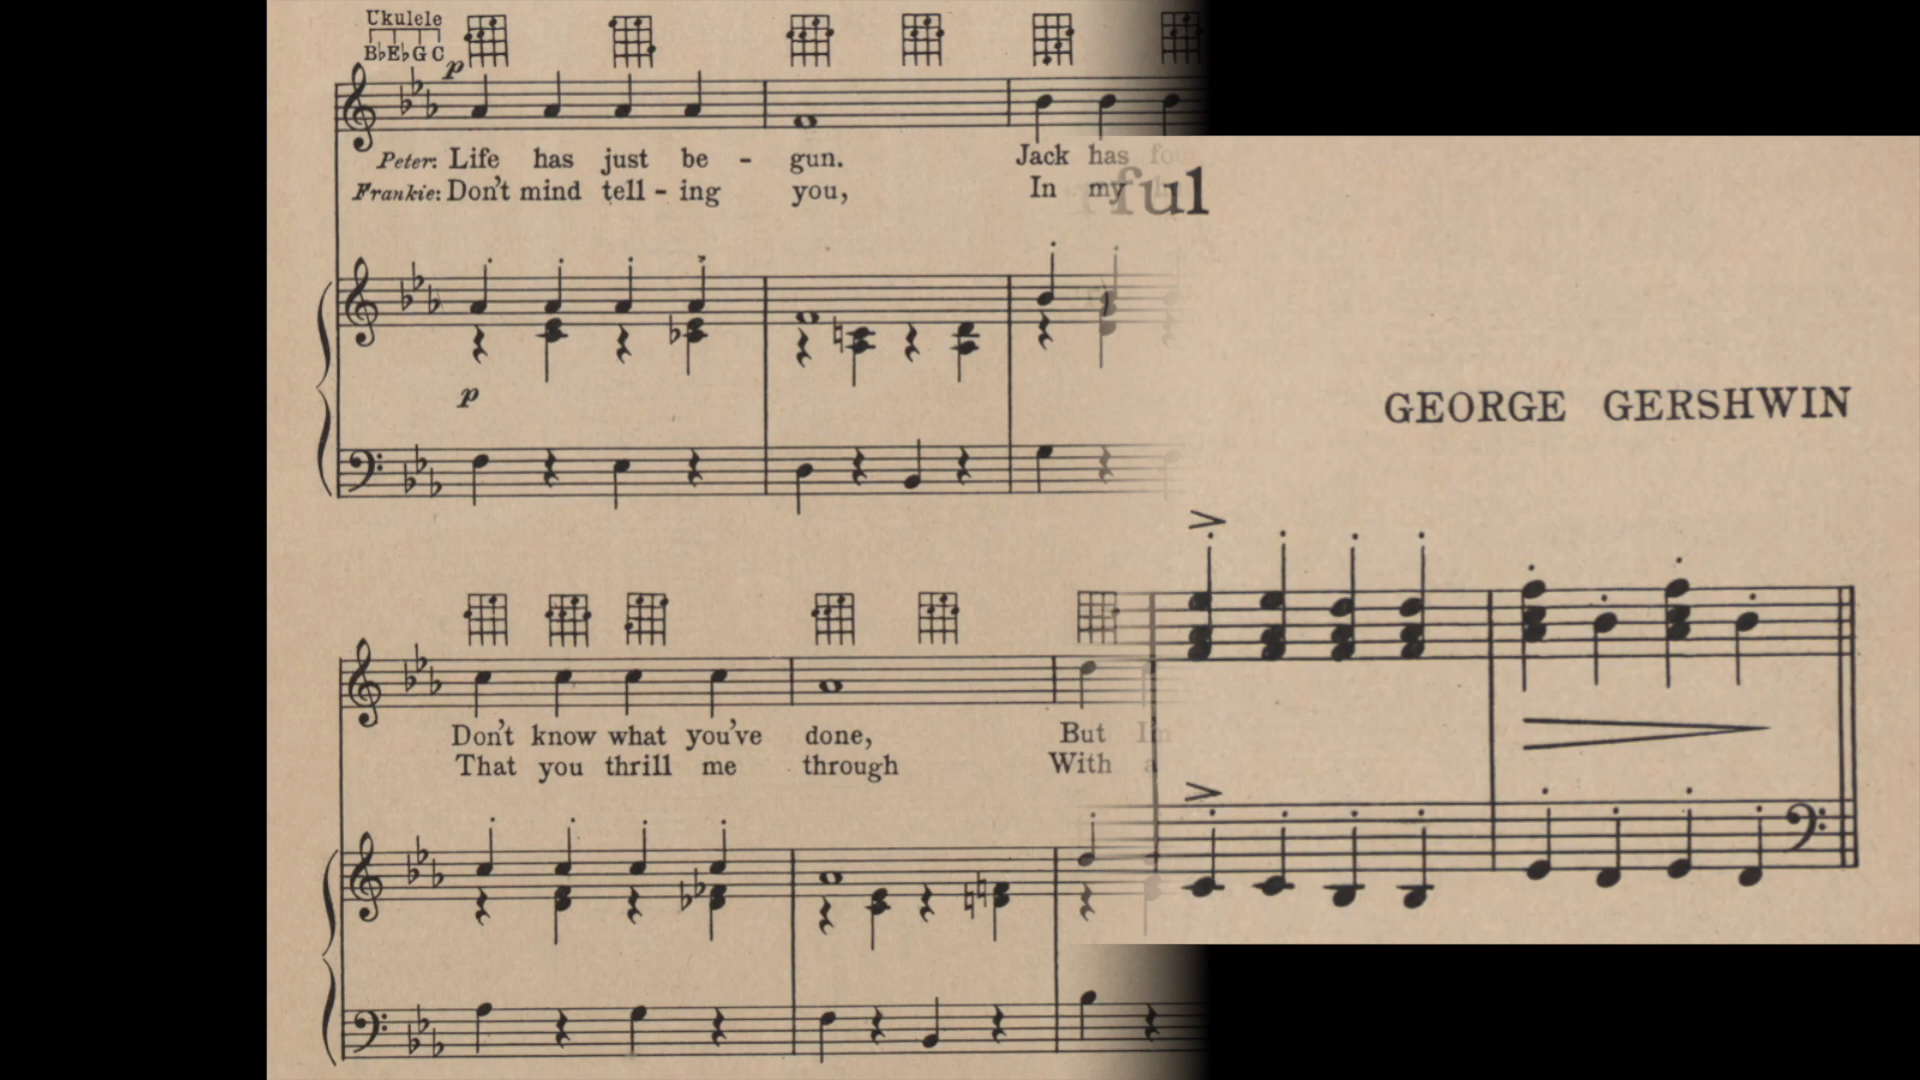 Ukulele
B♭E♭G C
p
Peter: Life has just be - gun. Jack has
Frankie: Don't mind tell - ing you, In my
ful
GEORGE GERSHWIN
p
Don't know what you've done, But I'm
That you thrill me through With a